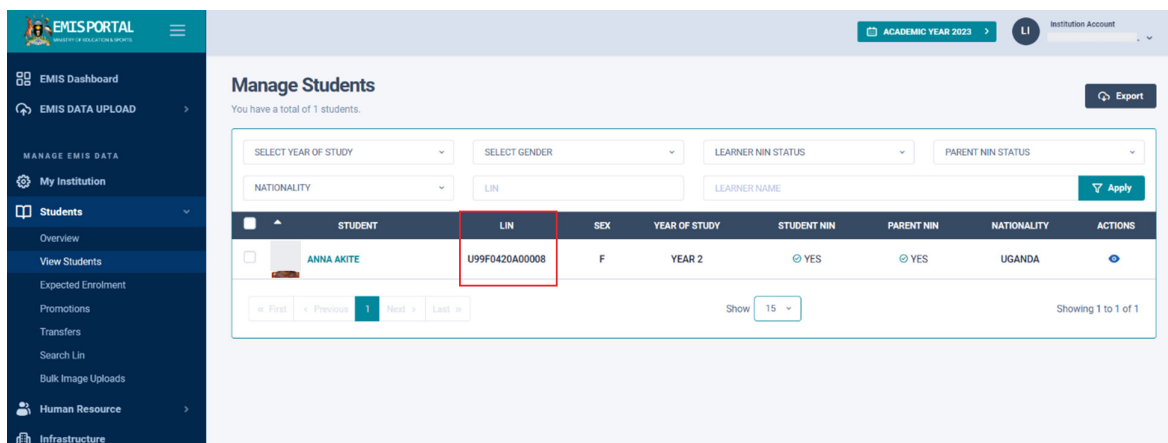 EMIS PORTAL
MINISTRY OF EDUCATION & SPORTS
ACADEMIC YEAR 2023
LI
Institution Account
EMIS Dashboard
EMIS DATA UPLOAD
MANAGE EMIS DATA
My Institution
Students
Overview
View Students
Expected Enrolment
Promotions
Transfers
Search Lin
Bulk Image Uploads
Human Resource
Infrastructure
Manage Students
You have a total of 1 students.
Export
SELECT YEAR OF STUDY SELECT GENDER LEARNER NIN STATUS PARENT NIN STATUS
NATIONALITY LIN LEARNER NAME Apply
STUDENT LIN SEX YEAR OF STUDY STUDENT NIN PARENT NIN NATIONALITY ACTIONS
ANNA AKITE U99F0420A00008 F YEAR 2 YES YES UGANDA
« First < Previous 1 Next > Last » Show 15 Showing 1 to 1 of 1